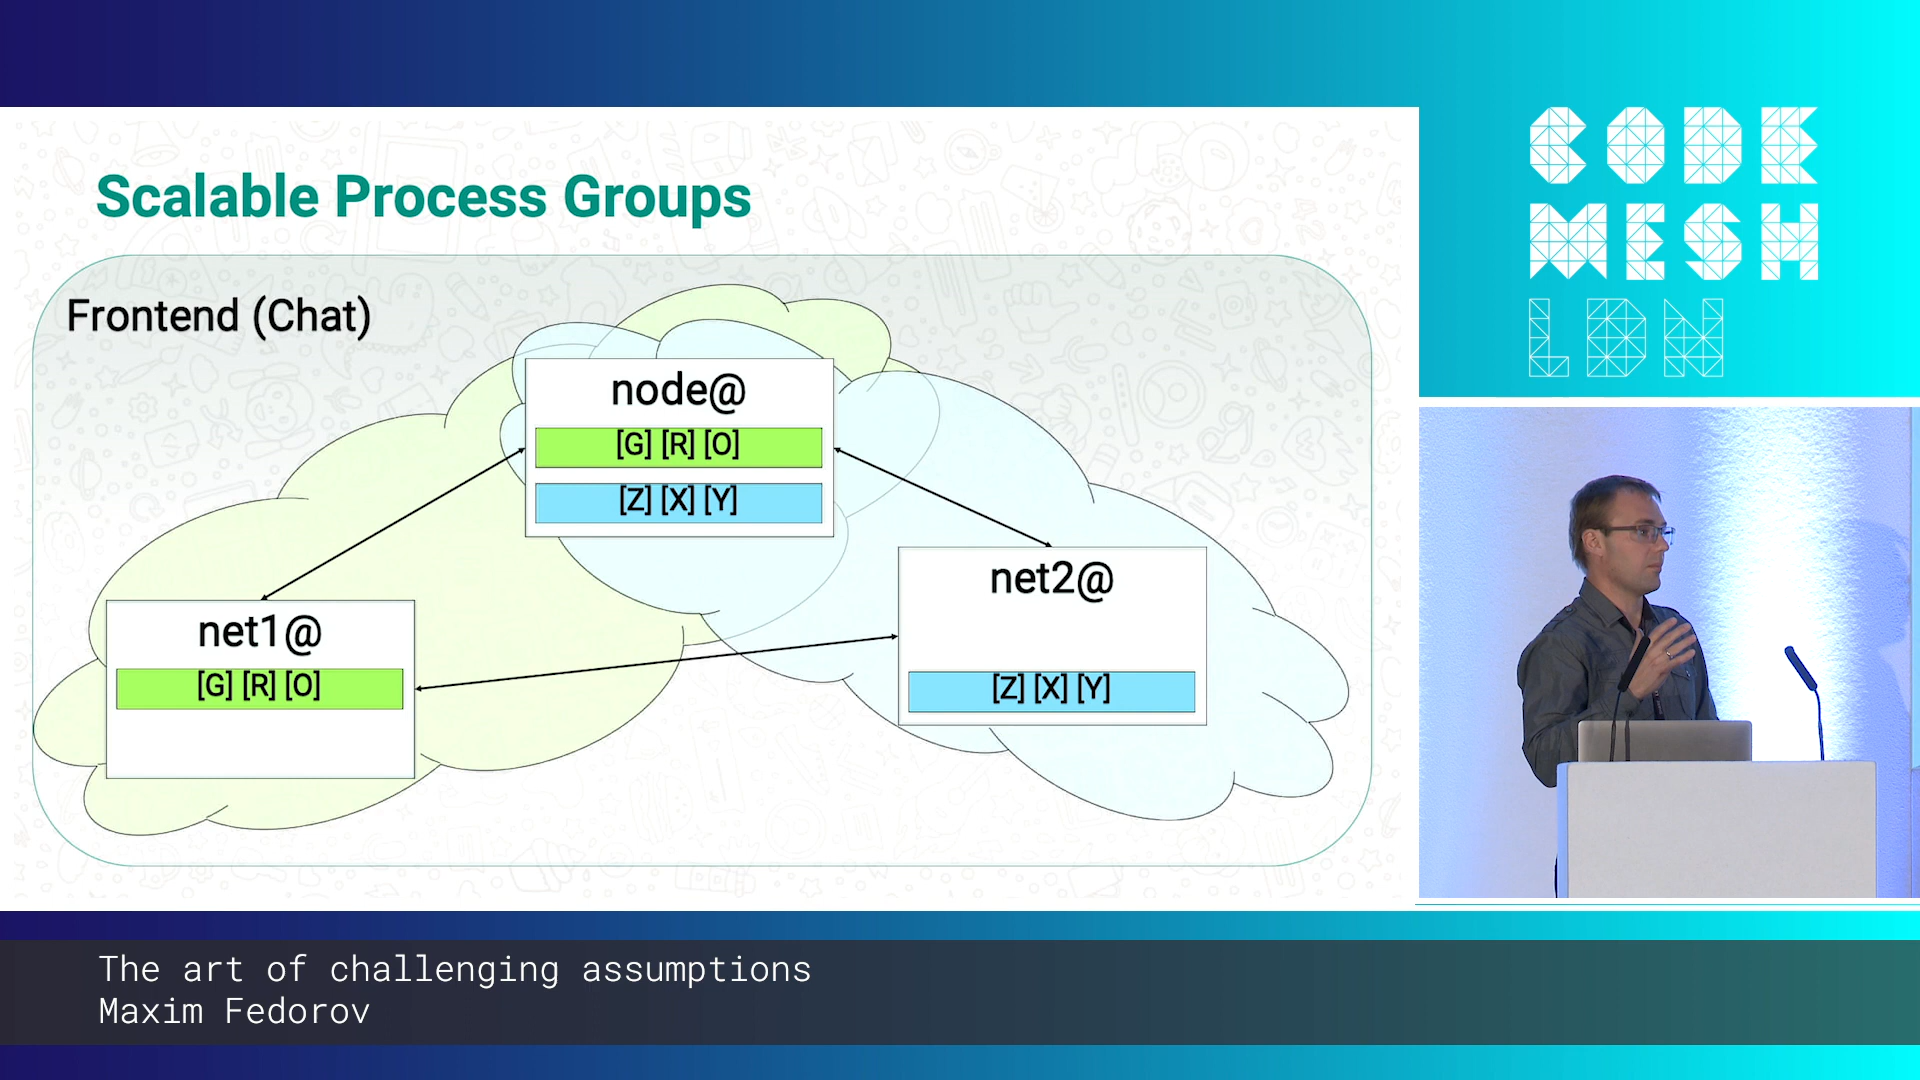 Scalable Process Groups
Frontend (Chat)
node@
[G] [R] [O]
[Z] [X] [Y]
net1@
[G] [R] [O]
net2@
[Z] [X] [Y]
CODE
MESH
LDN
The art of challenging assumptions
Maxim Fedorov